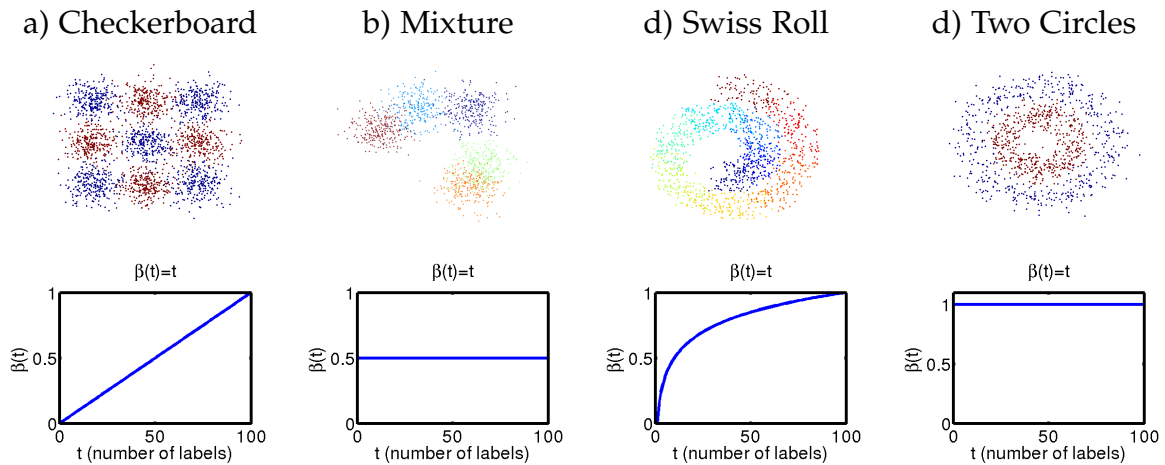 a) Checkerboard
b) Mixture
d) Swiss Roll
d) Two Circles
β(t)=t
β(t)=t
β(t)=t
β(t)=t
1
0.5
0
β(t)
0 50 100
t (number of labels)
1
0.5
0
β(t)
0 50 100
t (number of labels)
1
0.5
0
β(t)
0 50 100
t (number of labels)
1
0.5
0
β(t)
0 50 100
t (number of labels)